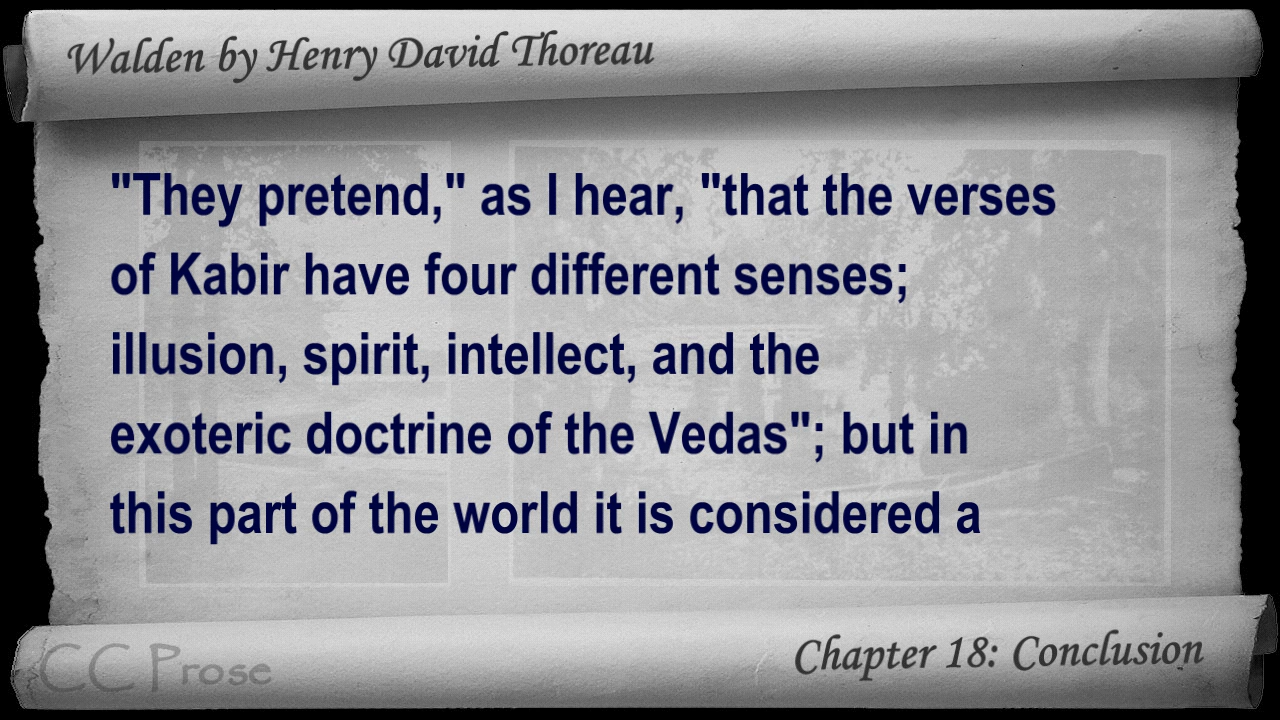 Walden by Henry David Thoreau
"They pretend," as I hear, "that the verses
of Kabir have four different senses;
illusion, spirit, intellect, and the
exoteric doctrine of the Vedas"; but in
this part of the world it is considered a
CC Prose
Chapter 18: Conclusion